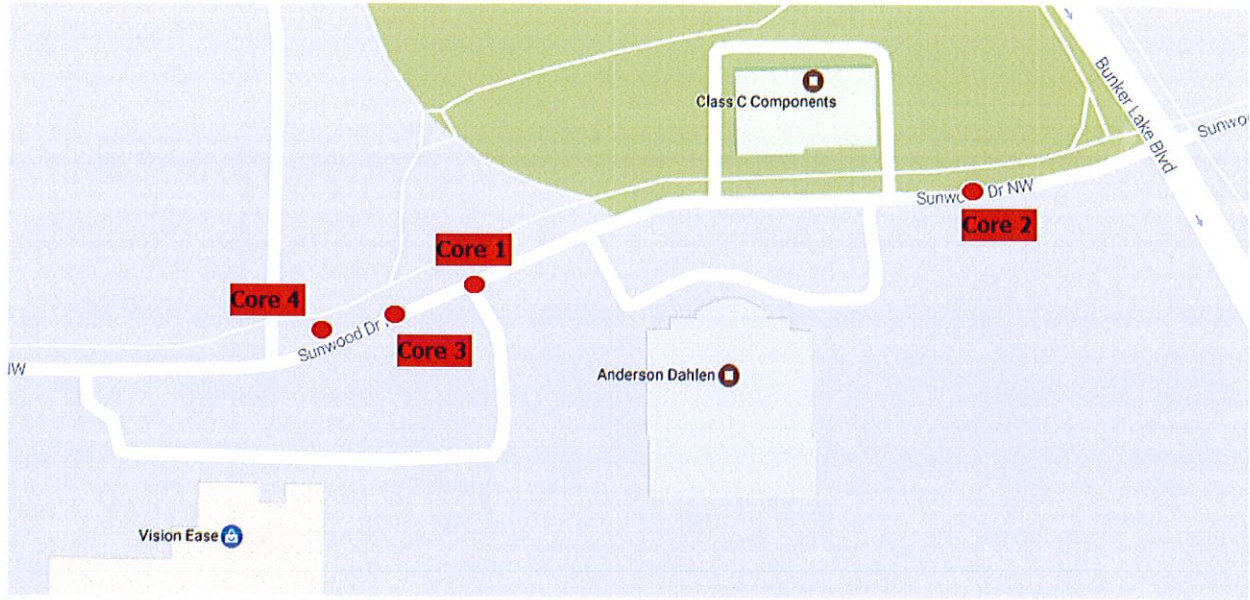 Bunker Lake Blvd
Class C Components
Sunwo
Sunwo Dr NW
Core 2
Core 1
Core 4
Sunwood Dr
Core 3
NW
Anderson Dahlen
Vision Ease